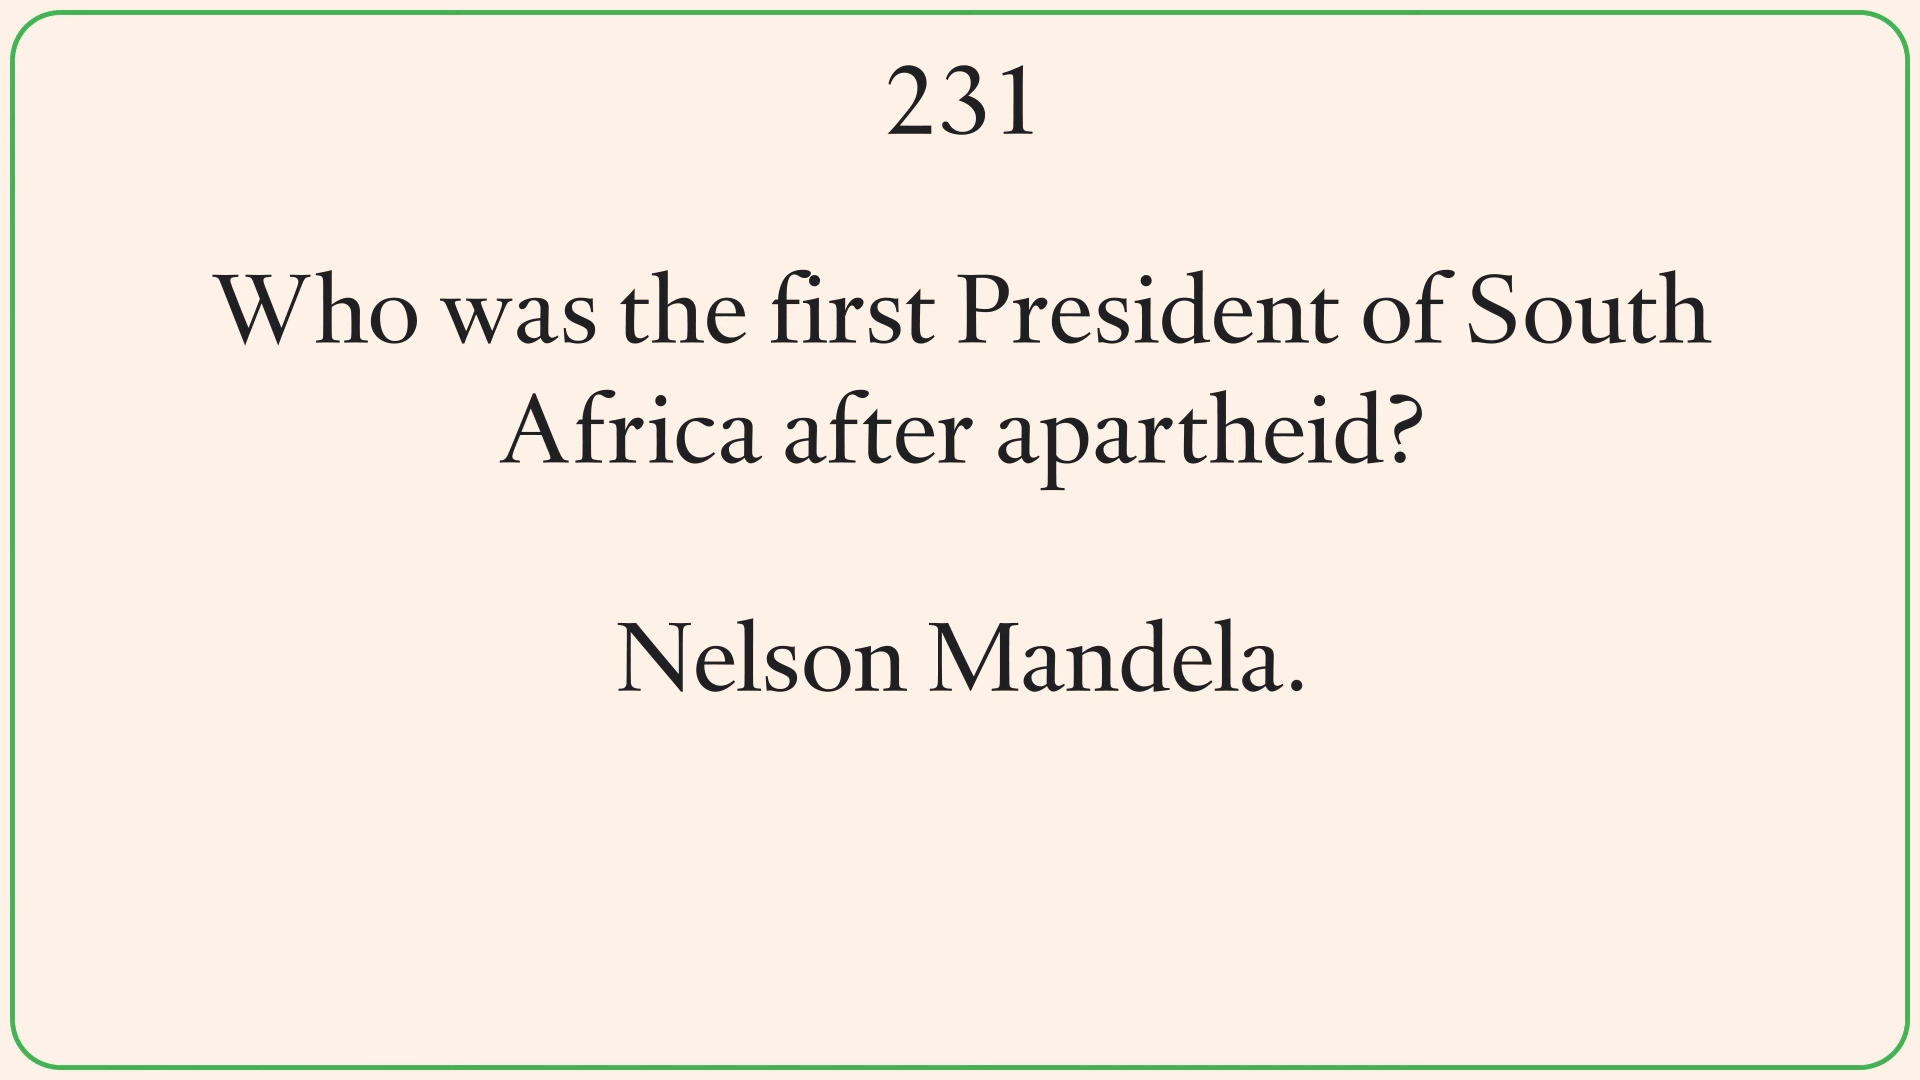 231
Who was the first President of South
Africa after apartheid?
Nelson Mandela.